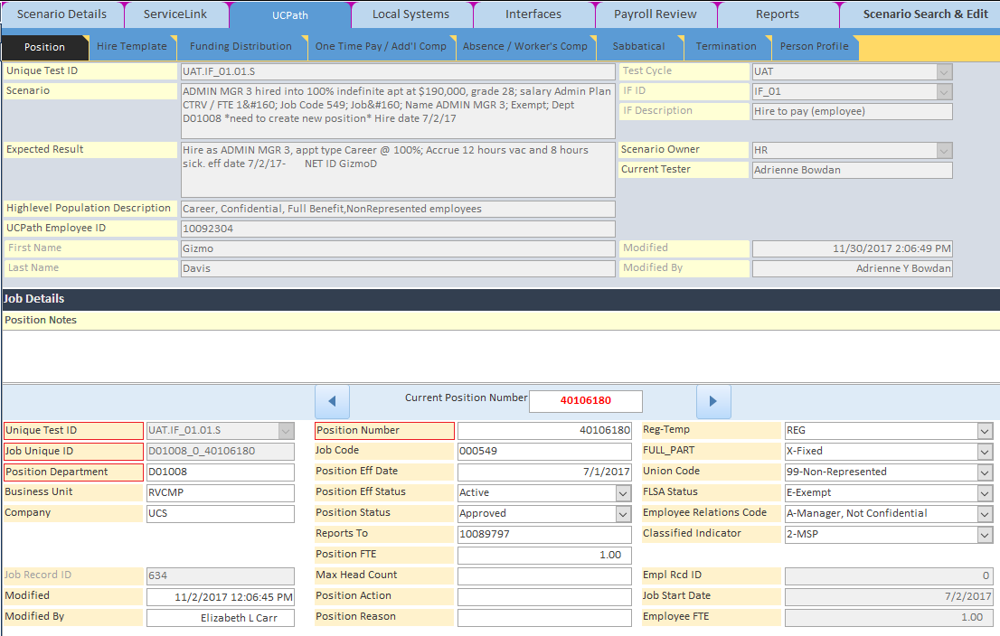 Scenario Details ServiceLink UCPath Local Systems Interfaces Payroll Review Reports Scenario Search & Edit
Position Hire Template Funding Distribution One Time Pay / Add'l Comp Absence / Worker's Comp Sabbatical Termination Person Profile
Unique Test ID UAT.IF_01.01.S Test Cycle UAT
Scenario ADMIN MGR 3 hired into 100% indefinite apt at $190,000, grade 28; salary Admin Plan IF ID IF_01
CTRV / FTE 1&#160; Job Code 549; Job&#160; Name ADMIN MGR 3; Exempt; Dept IF Description Hire to pay (employee)
D01008 *need to create new position* Hire date 7/2/17
Expected Result Hire as ADMIN MGR 3, appt type Career @ 100%; Accrue 12 hours vac and 8 hours Scenario Owner HR
sick. eff date 7/2/17- NET ID GizmoD Current Tester Adrienne Bowdan
Highlevel Population Description Career, Confidential, Full Benefit,NonRepresented employees
UCPath Employee ID 10092304
First Name Gizmo Modified 11/30/2017 2:06:49 PM
Last Name Davis Modified By Adrienne Y Bowdan
Job Details
Position Notes
Current Position Number 40106180
Unique Test ID UAT.IF_01.01.S Position Number 40106180 Reg-Temp REG
Job Unique ID D01008_0_40106180 Job Code 000549 FULL_PART X-Fixed
Position Department D01008 Position Eff Date 7/1/2017 Union Code 99-Non-Represented
Business Unit RVCMP Position Eff Status Active FLSA Status E-Exempt
Company UCS Position Status Approved Employee Relations Code A-Manager, Not Confidential
Reports To 10089797 Classified Indicator 2-MSP
Position FTE 1.00
Job Record ID 634 Max Head Count Empl Rcd ID 0
Modified 11/2/2017 12:06:45 PM Position Action Job Start Date 7/2/2017
Modified By Elizabeth L Carr Position Reason Employee FTE 1.00